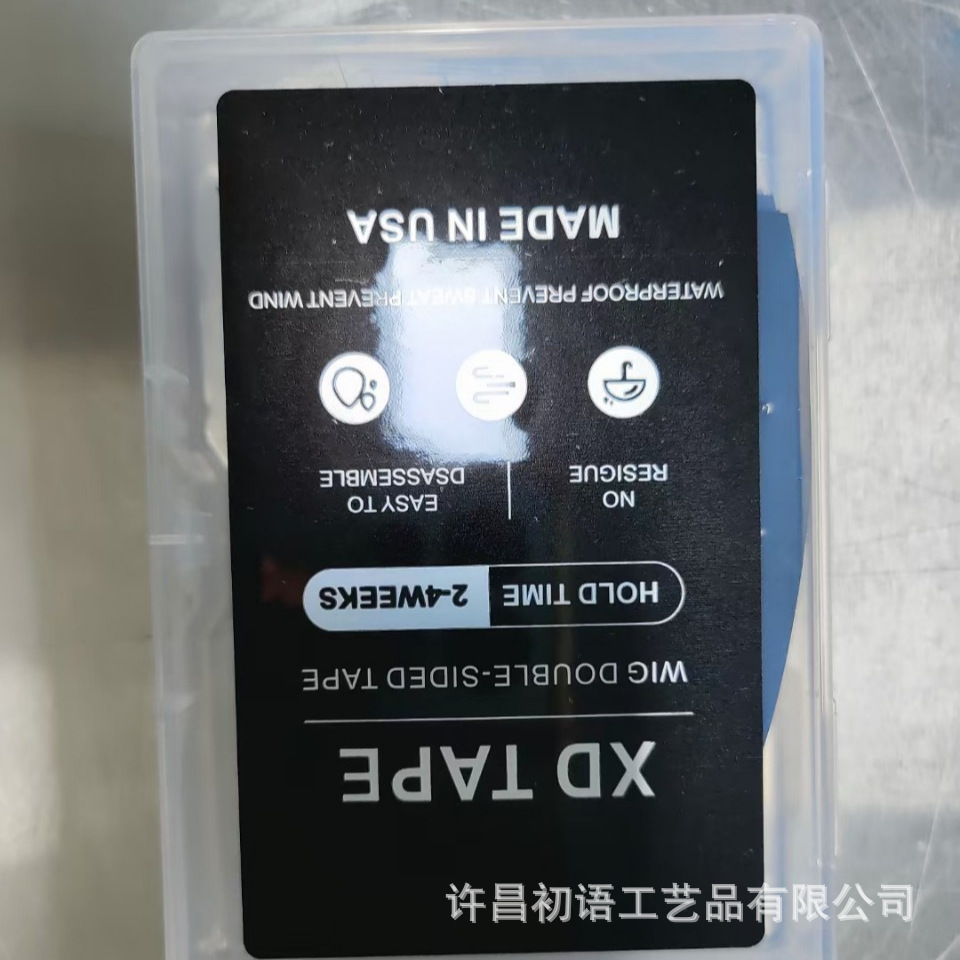 XD TAPE
WIG DOUBLE-SIDED TAPE
HOLD TIME 2-4WEEKS
NO RESIGUE
EASY TO DSASSEMBLE
WATERPROOF PREVENT SWEAT PREVENT WIND
MADE IN USA
许昌初语工艺品有限公司